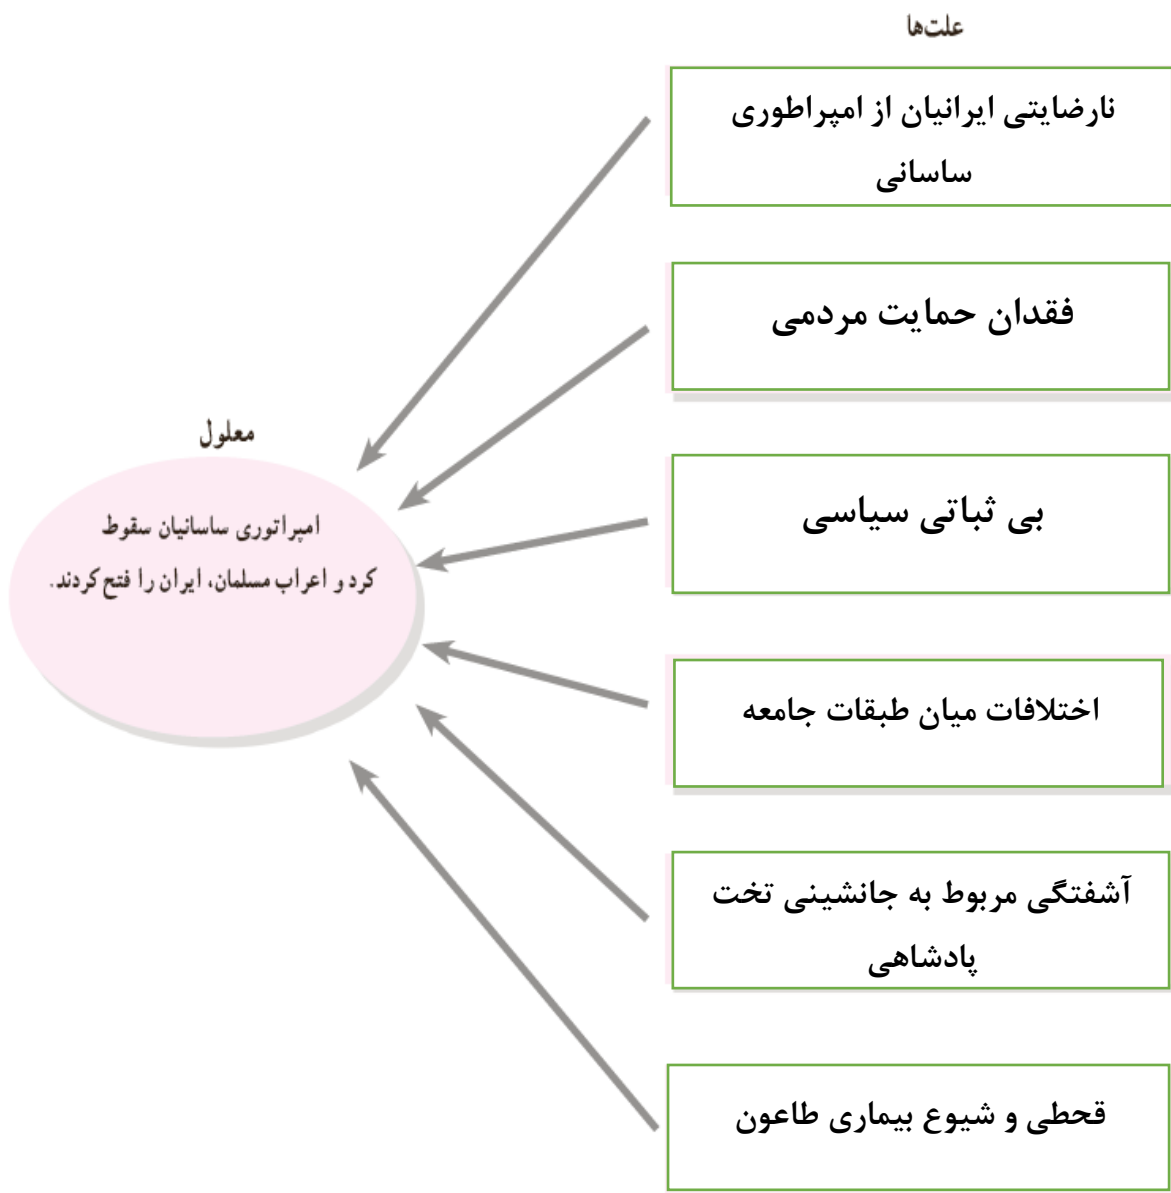 علت‌ها
نارضایتی ایرانیان از امپراطوری
ساسانی
فقدان حمایت مردمی
بی ثباتی سیاسی
اختلافات میان طبقات جامعه
آشفتگی مربوط به جانشینی تخت
پادشاهی
قحطی و شیوع بیماری طاعون
معلول
امپراتوری ساسانیان سقوط
کرد و اعراب مسلمان، ایران را فتح کردند.